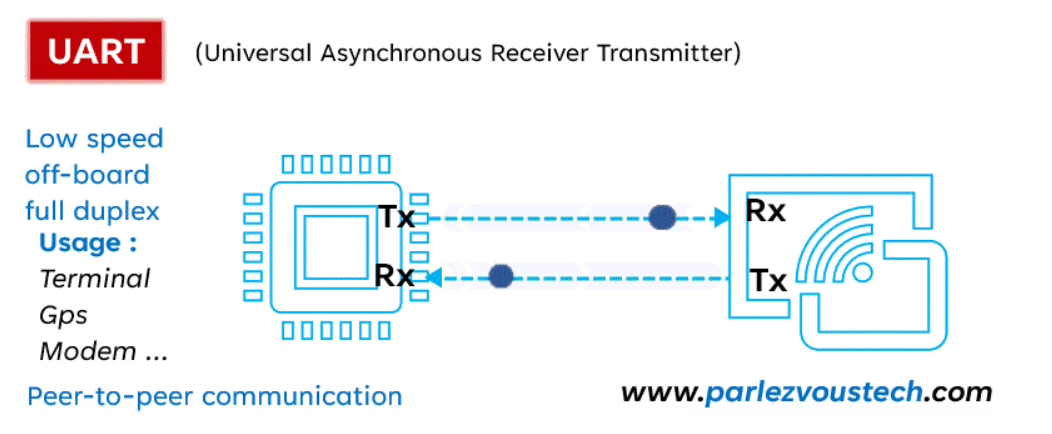 UART
(Universal Asynchronous Receiver Transmitter)
Low speed
off-board
full duplex
Usage :
Terminal
Gps
Modem ...
Tx
Rx
Rx
Tx
Peer-to-peer communication
www.parlezvoustech.com